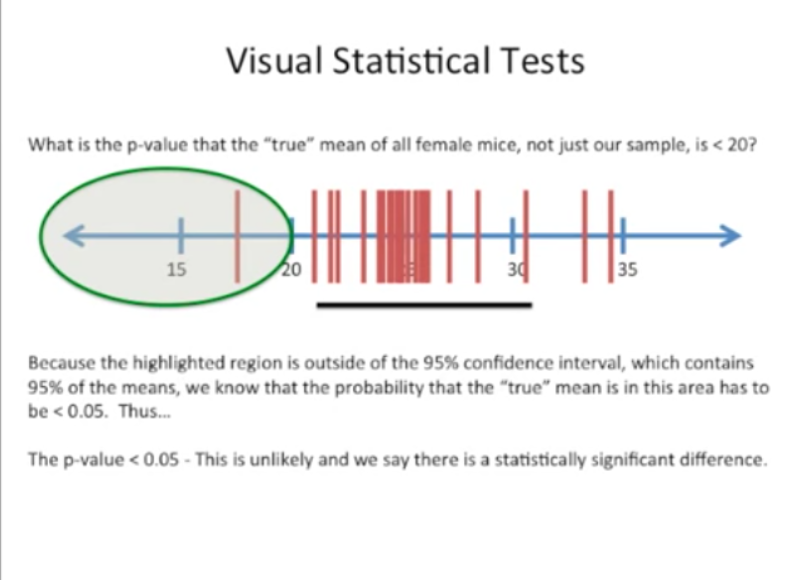 Visual Statistical Tests
What is the p-value that the “true” mean of all female mice, not just our sample, is < 20?
15
20
30
35
Because the highlighted region is outside of the 95% confidence interval, which contains
95% of the means, we know that the probability that the “true” mean is in this area has to
be < 0.05. Thus...
The p-value < 0.05 - This is unlikely and we say there is a statistically significant difference.